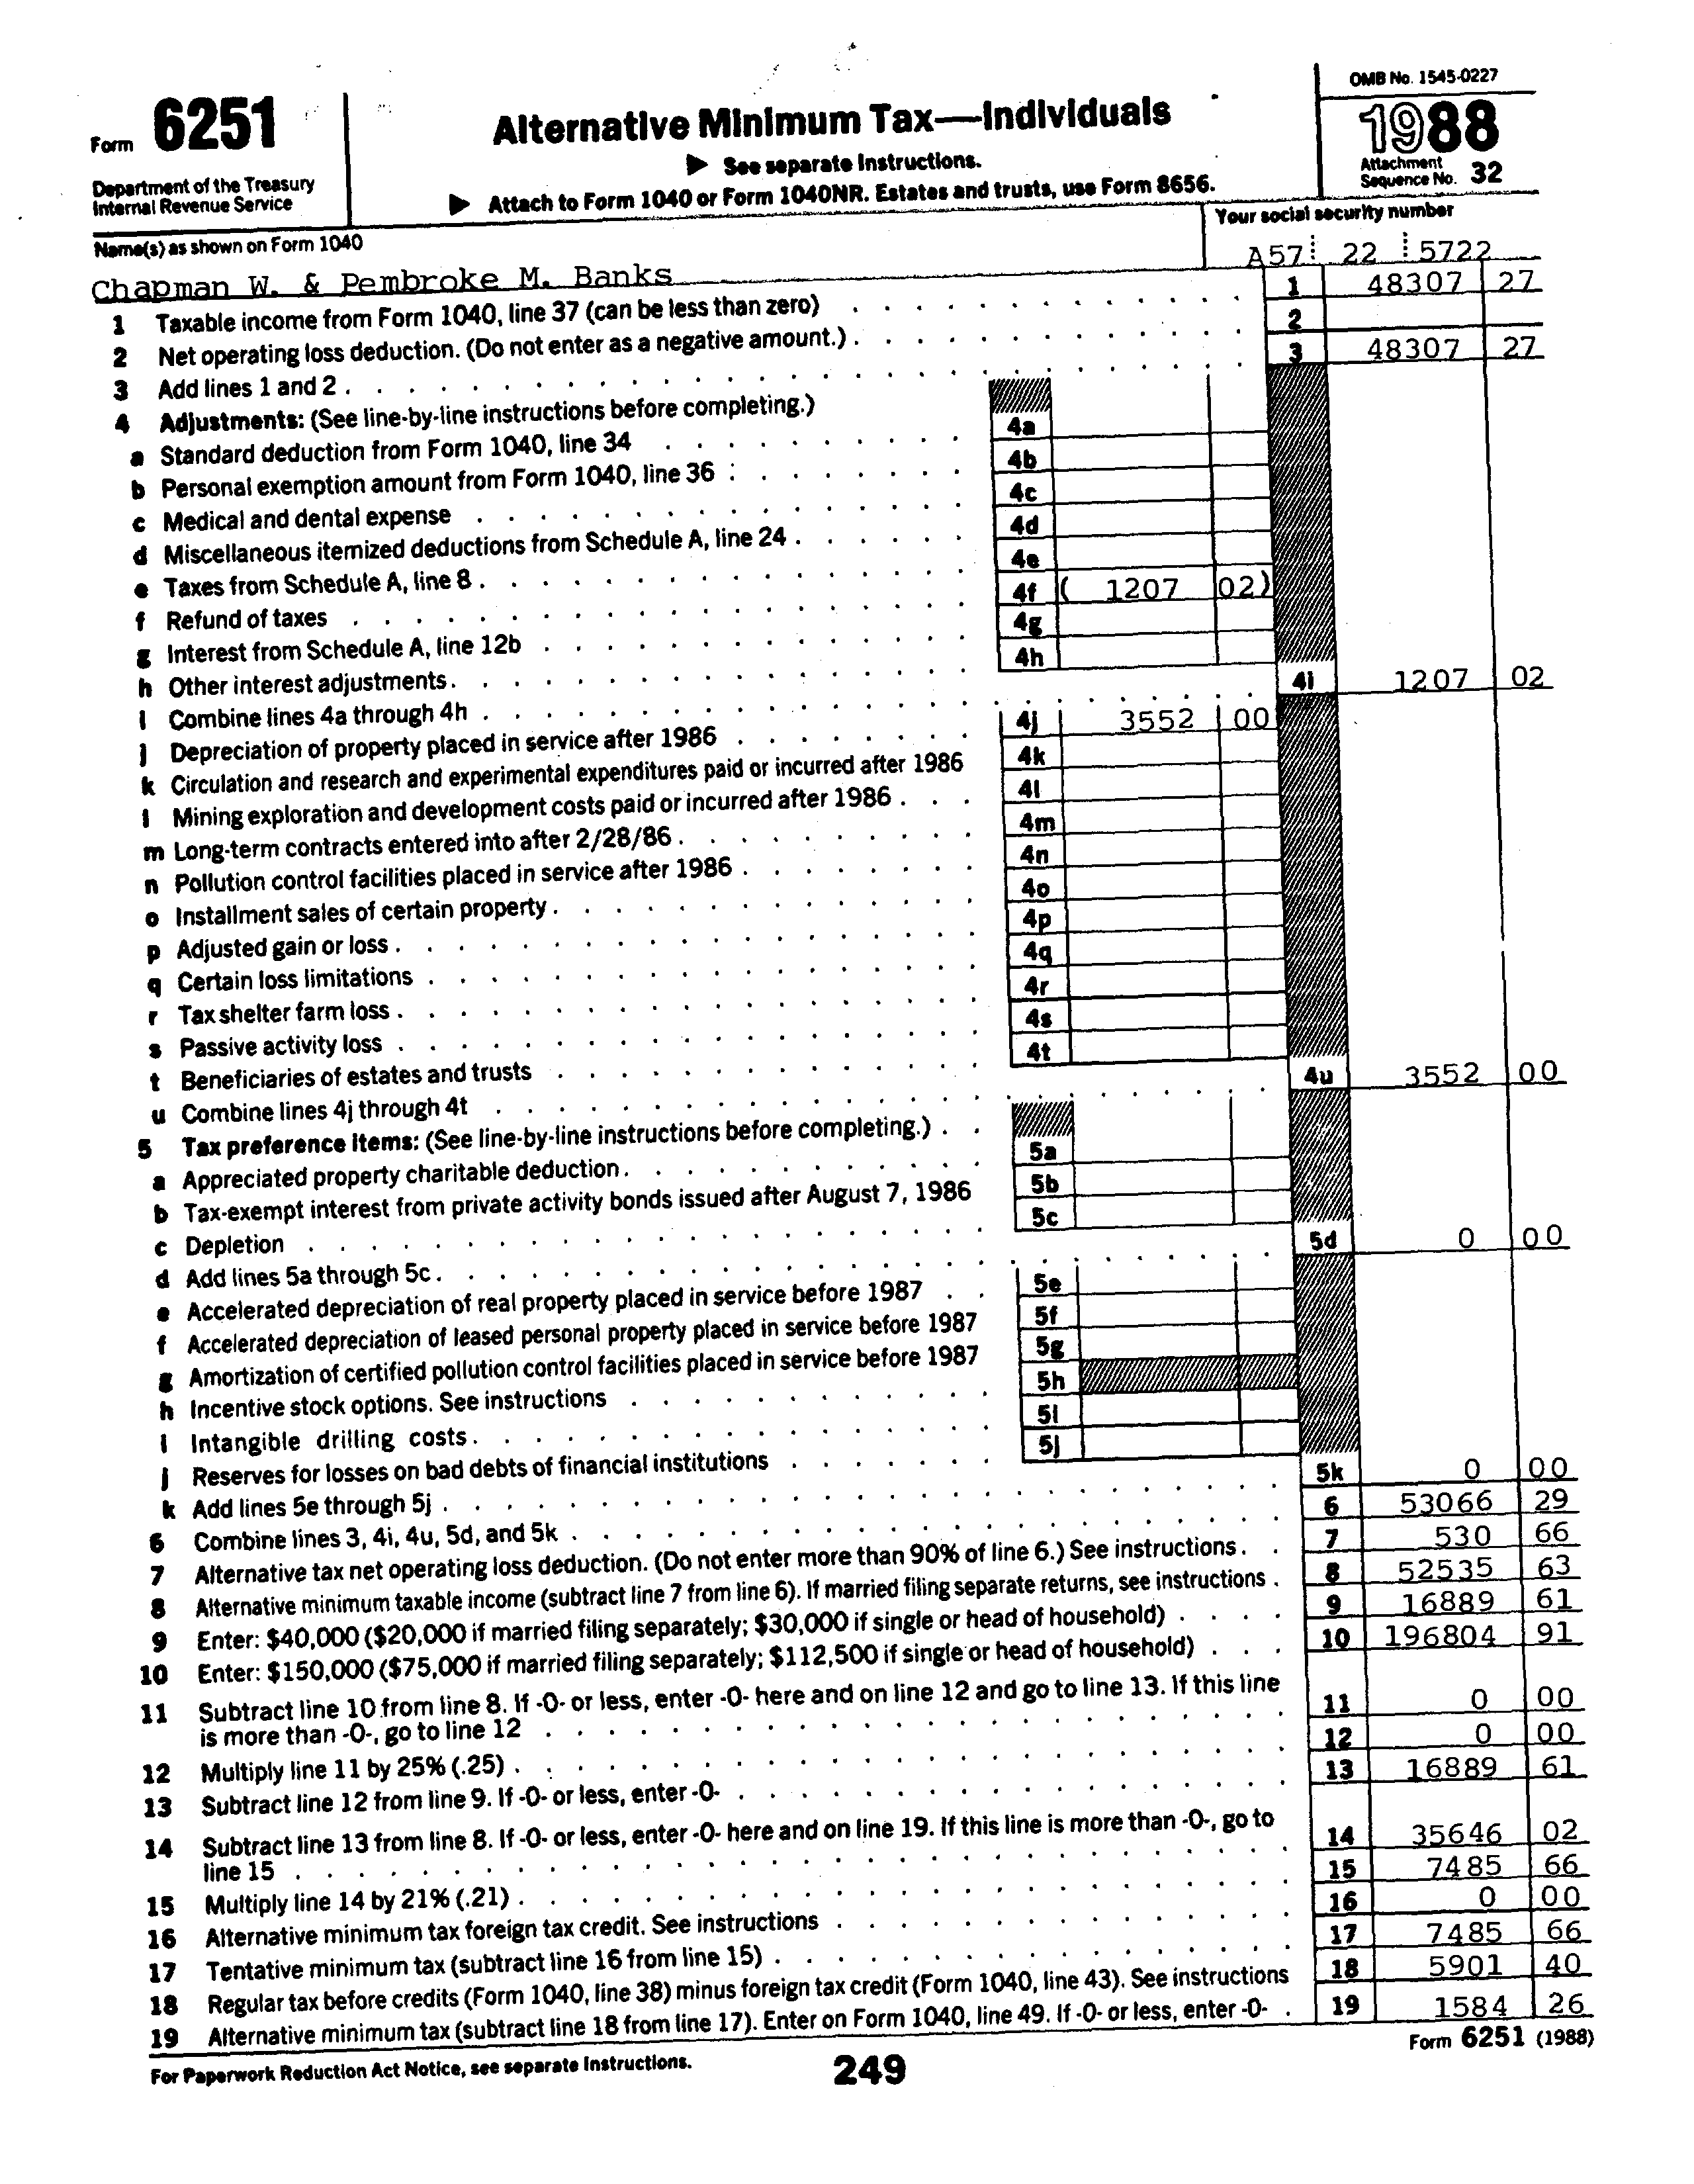 OMB No. 1545-0227
Form 6251
Alternative Minimum Tax—Individuals
1988
▶ See separate Instructions.
▶ Attach to Form 1040 or Form 1040NR. Estates and trusts, use Form 8656.
Attachment
Sequence No. 32
Department of the Treasury
Internal Revenue Service
Name(s) as shown on Form 1040
Your social security number
Chapman W. & Pembroke M. Banks
A57 22 5722
1 Taxable income from Form 1040, line 37 (can be less than zero) 1 48307 27
2 Net operating loss deduction. (Do not enter as a negative amount.) 2
3 Add lines 1 and 2 3 48307 27
4 Adjustments: (See line-by-line instructions before completing.)
a Standard deduction from Form 1040, line 34 4a
b Personal exemption amount from Form 1040, line 36 4b
c Medical and dental expense 4c
d Miscellaneous itemized deductions from Schedule A, line 24 4d
e Taxes from Schedule A, line 8 4e
f Refund of taxes 4f ( 1207 02)
g Interest from Schedule A, line 12b 4g
h Other interest adjustments 4h
i Combine lines 4a through 4h 4i 1207 02
j Depreciation of property placed in service after 1986 4j 3552 00
k Circulation and research and experimental expenditures paid or incurred after 1986 4k
l Mining exploration and development costs paid or incurred after 1986 4l
m Long-term contracts entered into after 2/28/86 4m
n Pollution control facilities placed in service after 1986 4n
o Installment sales of certain property 4o
p Adjusted gain or loss 4p
q Certain loss limitations 4q
r Tax shelter farm loss 4r
s Passive activity loss 4s
t Beneficiaries of estates and trusts 4t
u Combine lines 4j through 4t 4u 3552 00
5 Tax preference items: (See line-by-line instructions before completing.)
a Appreciated property charitable deduction 5a
b Tax-exempt interest from private activity bonds issued after August 7, 1986 5b
c Depletion 5c
d Add lines 5a through 5c 5d 0 00
e Accelerated depreciation of real property placed in service before 1987 5e
f Accelerated depreciation of leased personal property placed in service before 1987 5f
g Amortization of certified pollution control facilities placed in service before 1987 5g
h Incentive stock options. See instructions 5h
i Intangible drilling costs 5i
j Reserves for losses on bad debts of financial institutions 5j
k Add lines 5e through 5j 5k 0 00
6 Combine lines 3, 4i, 4u, 5d, and 5k 6 53066 29
7 Alternative tax net operating loss deduction. (Do not enter more than 90% of line 6.) See instructions 7 530 66
8 Alternative minimum taxable income (subtract line 7 from line 6). If married filing separate returns, see instructions 8 52535 63
9 Enter: $40,000 ($20,000 if married filing separately; $30,000 if single or head of household) 9 16889 61
10 Enter: $150,000 ($75,000 if married filing separately; $112,500 if single or head of household) 10 196804 91
11 Subtract line 10 from line 8. If -0- or less, enter -0- here and on line 12 and go to line 13. If this line
is more than -0-, go to line 12 11 0 00
12 Multiply line 11 by 25% (.25) 12 0 00
13 Subtract line 12 from line 9. If -0- or less, enter -0- 13 16889 61
14 Subtract line 13 from line 8. If -0- or less, enter -0- here and on line 19. If this line is more than -0-, go to
line 15 14 35646 02
15 Multiply line 14 by 21% (.21) 15 7485 66
16 Alternative minimum tax foreign tax credit. See instructions 16 0 00
17 Tentative minimum tax (subtract line 16 from line 15) 17 7485 66
18 Regular tax before credits (Form 1040, line 38) minus foreign tax credit (Form 1040, line 43). See instructions 18 5901 40
19 Alternative minimum tax (subtract line 18 from line 17). Enter on Form 1040, line 49. If -0- or less, enter -0- 19 1584 26
For Paperwork Reduction Act Notice, see separate Instructions.
249
Form 6251 (1988)